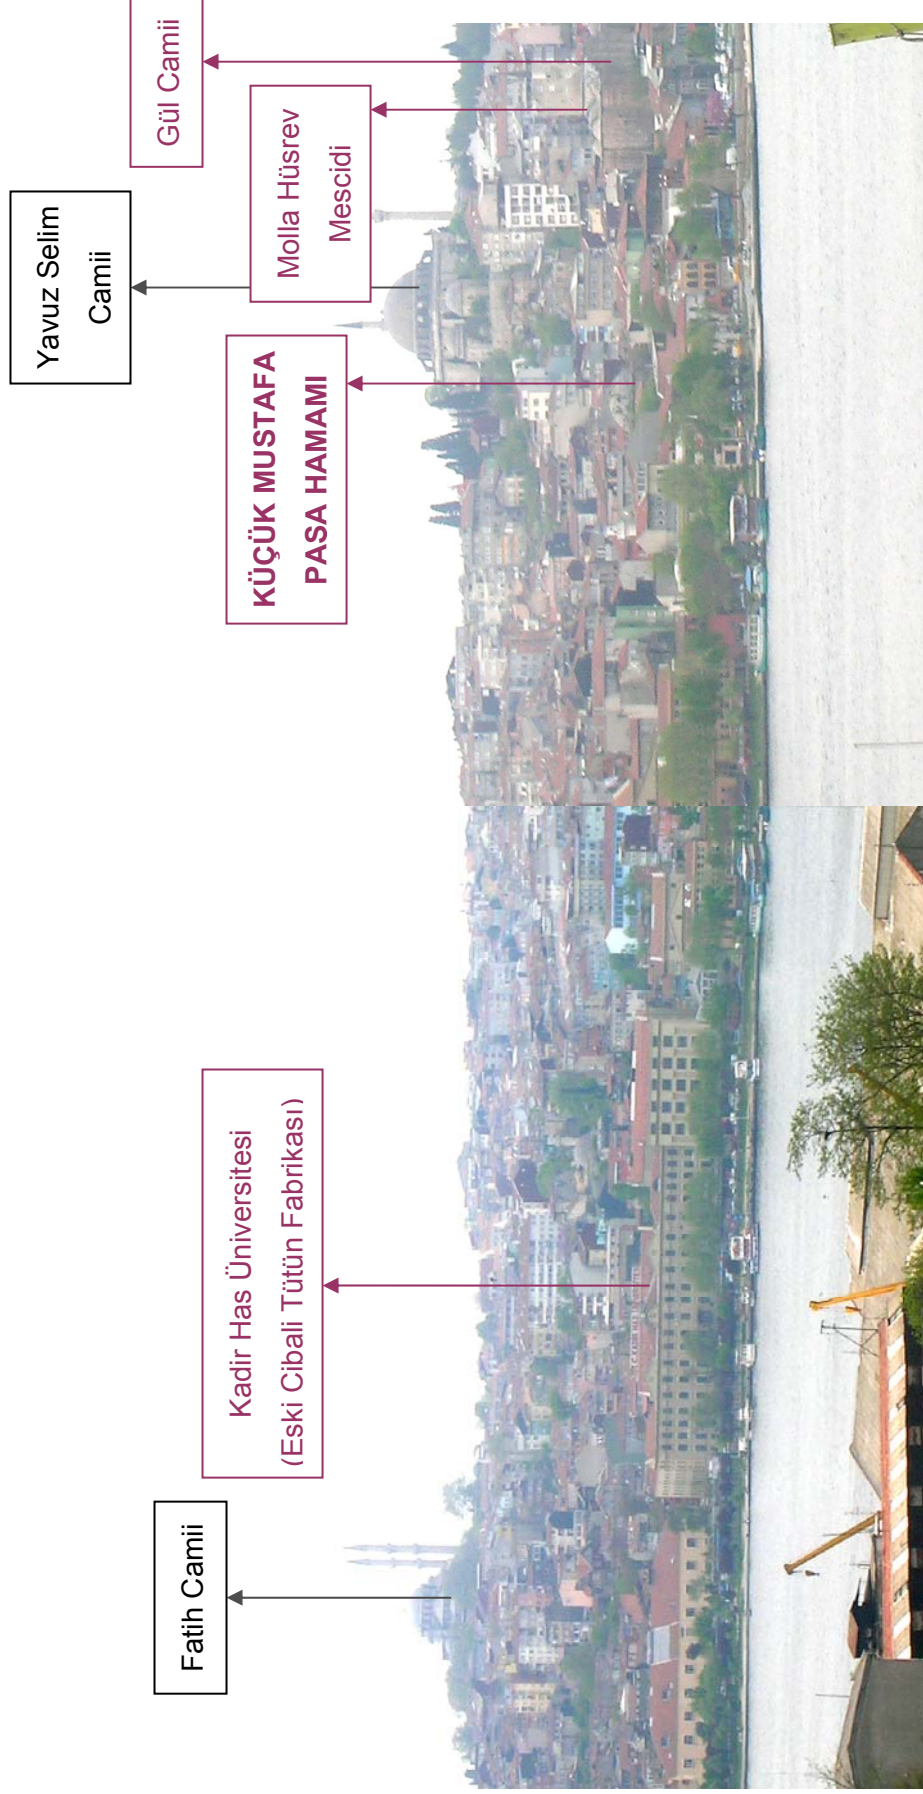 Fatih Camii
Kadir Has Üniversitesi
(Eski Cibali Tütün Fabrikası)
KÜÇÜK MUSTAFA
PASA HAMAMI
Yavuz Selim
Camii
Molla Hüsrev
Mescidi
Gül Camii